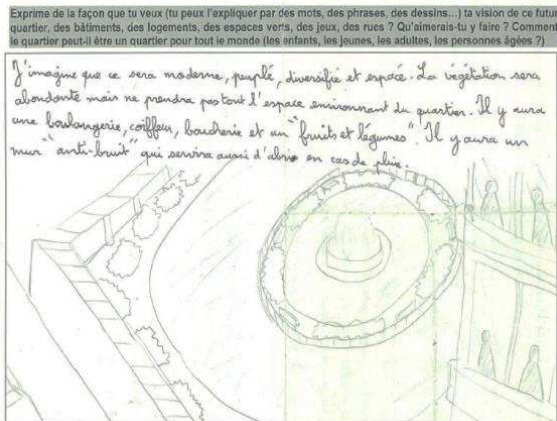 Exprime de la façon que tu veux (tu peux l'expliquer par des mots, des phrases, des dessins...) ta vision de ce futur
quartier, des bâtiments, des logements, des espaces verts, des jeux, des rues ? Qu'aimerais-tu y faire ? Comment
le quartier peut-il être un quartier pour tout le monde (les enfants, les jeunes, les adultes, les personnes âgées ?)
J'imagine que ce sera moderne, peuplé, diversifié et espacé. La végétation sera
abondante mais ne prendra pas tout l'espace environnant du quartier. Il y aura
une boulangerie, coiffeur, boucherie et un "fruits et légumes". Il y aura un
mur "anti-bruit" qui servira aussi d'abris en cas de pluie.